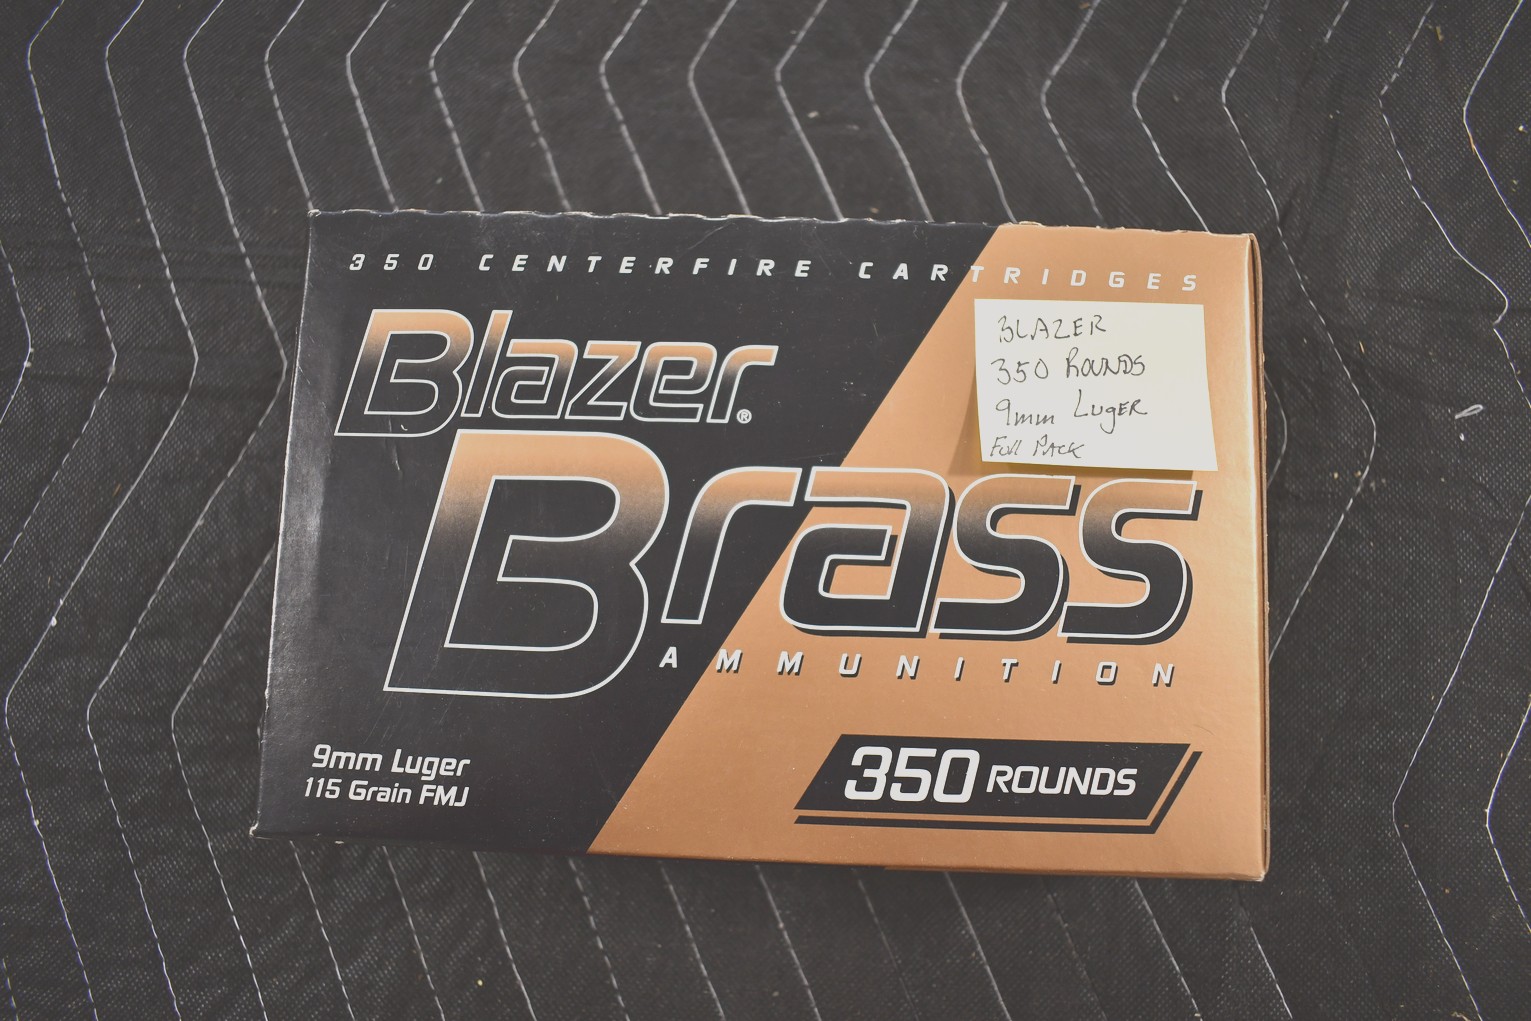 350 CENTERFIRE CARTRIDGES
Blazer®
Brass
AMMUNITION
BLAZER
350 ROUNDS
9mm LUGER
FULL PACK
9mm Luger
115 Grain FMJ
350 ROUNDS